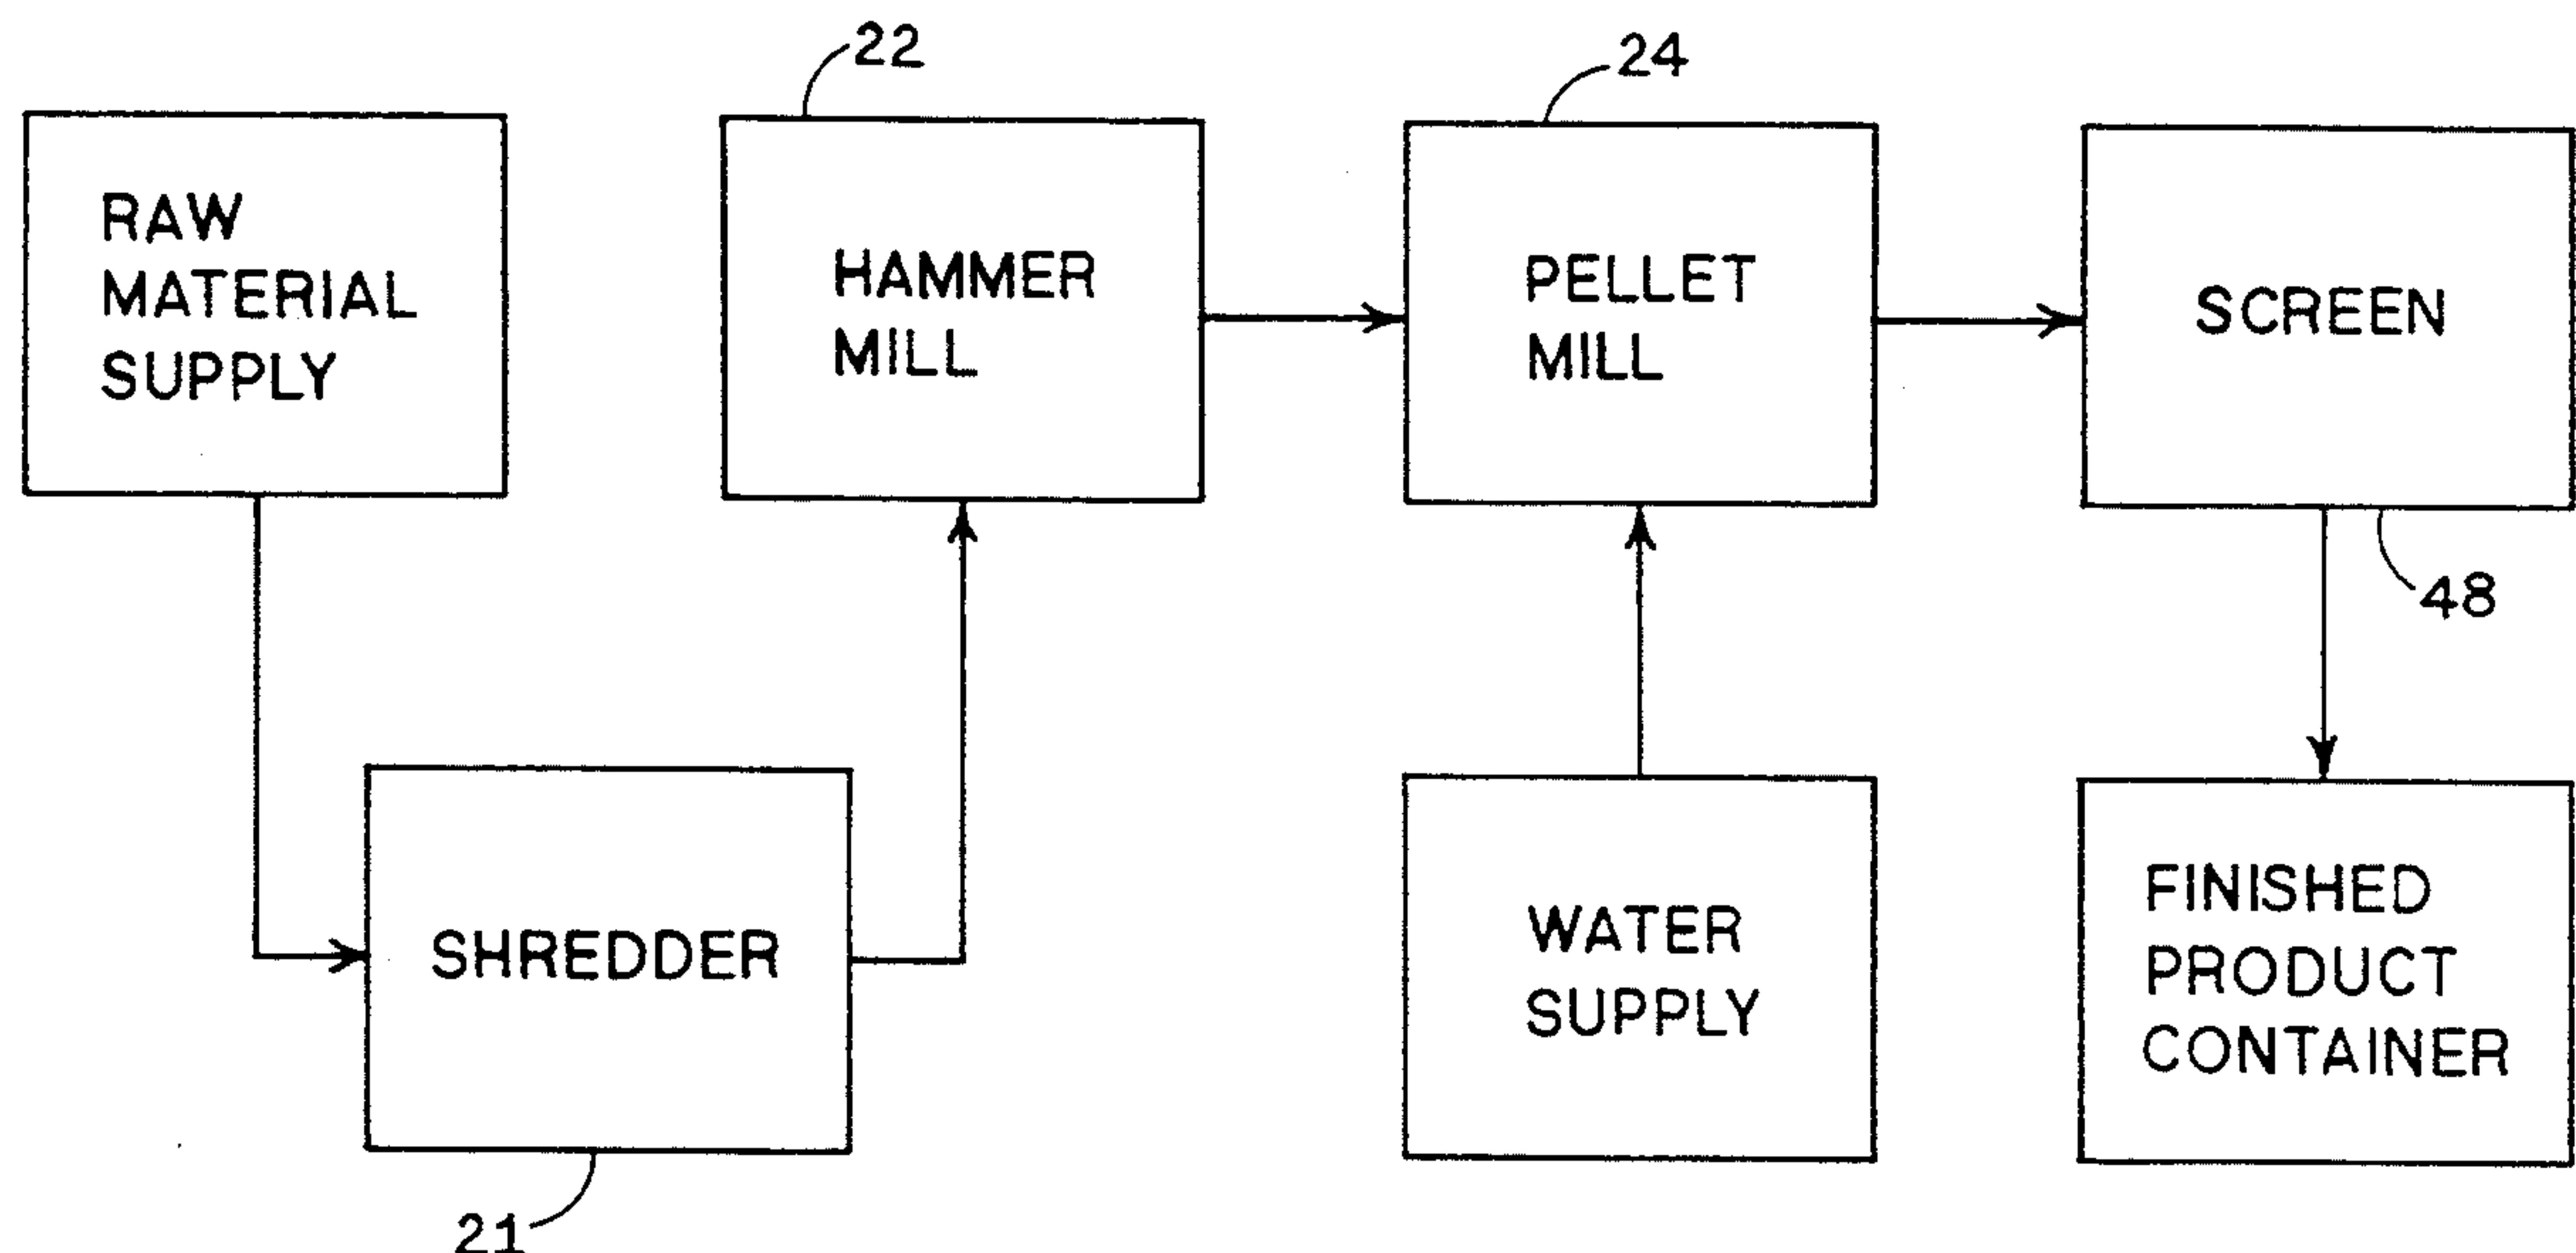 22
24
RAW
MATERIAL
SUPPLY
HAMMER
MILL
PELLET
MILL
SCREEN
48
SHREDDER
21
WATER
SUPPLY
FINISHED
PRODUCT
CONTAINER